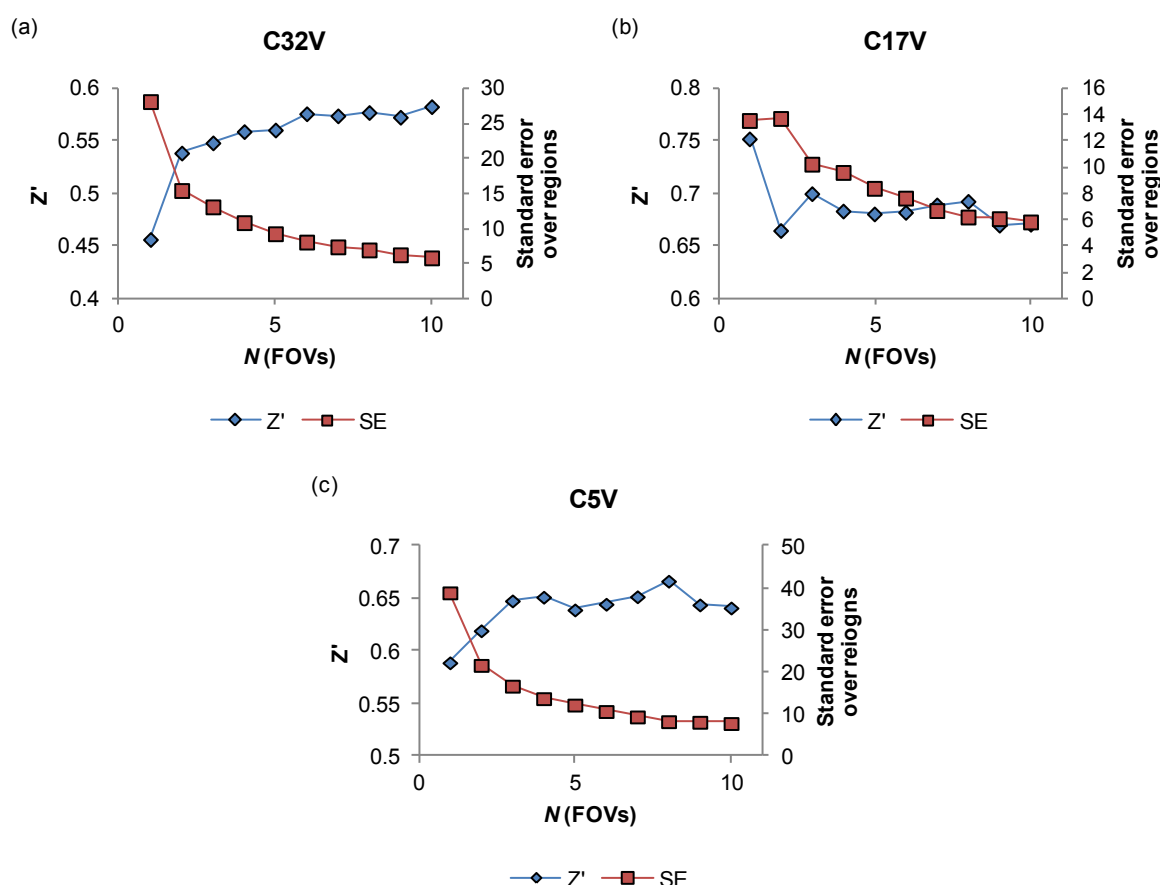 (a)
C32V
Z'
0.6
0.55
0.5
0.45
0.4
30
25
20
15
10
5
0
Standard error
over regions
0
5
10
N (FOVs)
Z'
SE
(b)
C17V
Z'
0.8
0.75
0.7
0.65
0.6
16
14
12
10
8
6
4
2
0
Standard error
over regions
0
5
10
N (FOVs)
Z'
SE
(c)
C5V
Z'
0.7
0.65
0.6
0.55
0.5
50
40
30
20
10
0
Standard error
over reiogns
0
5
10
N (FOVs)
Z'
SE